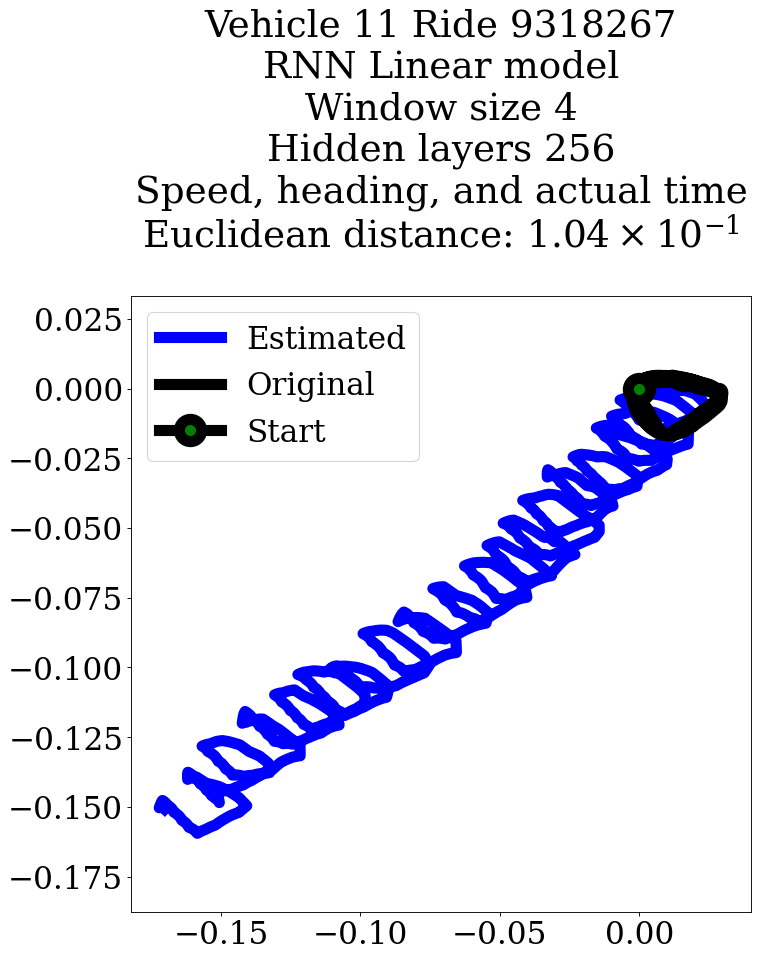 Vehicle 11 Ride 9318267
RNN Linear model
Window size 4
Hidden layers 256
Speed, heading, and actual time
Euclidean distance: 1.04 × 10⁻¹
0.025
0.000
−0.025
−0.050
−0.075
−0.100
−0.125
−0.150
−0.175
Estimated
Original
Start
−0.15 −0.10 −0.05 0.00